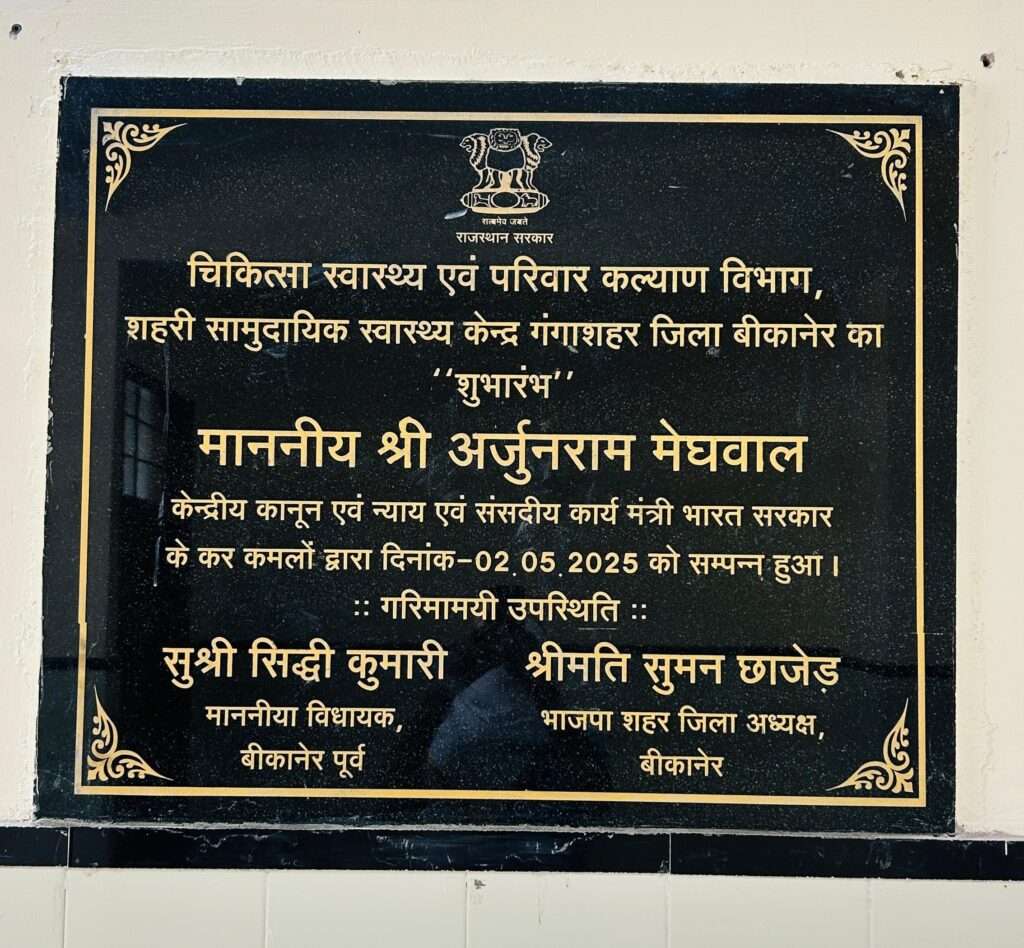 सत्यमेव जयते
राजस्थान सरकार
चिकित्सा स्वास्थ्य एवं परिवार कल्याण विभाग,
शहरी सामुदायिक स्वास्थ्य केन्द्र गंगाशहर जिला बीकानेर का
‘‘शुभारंभ’’
माननीय श्री अर्जुनराम मेघवाल
केन्द्रीय कानून एवं न्याय एवं संसदीय कार्य मंत्री भारत सरकार
के कर कमलों द्वारा दिनांक–02.05.2025 को सम्पन्न हुआ।
:: गरिमामयी उपस्थिति ::
सुश्री सिद्धी कुमारी श्रीमति सुमन छाजेड़
माननीया विधायक, भाजपा शहर जिला अध्यक्ष,
बीकानेर पूर्व बीकानेर